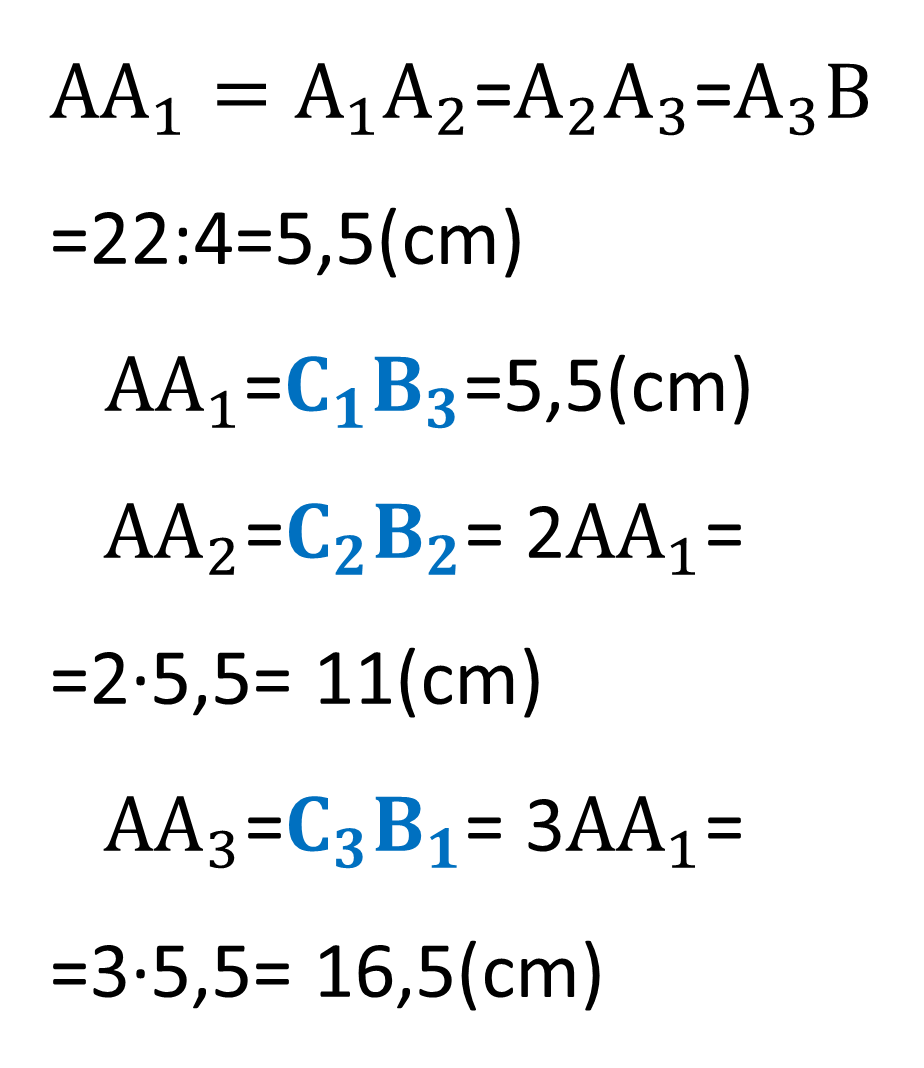 AA₁ = A₁A₂=A₂A₃=A₃B
=22:4=5,5(cm)
AA₁=C₁B₃=5,5(cm)
AA₂=C₂B₂= 2AA₁=
=2·5,5= 11(cm)
AA₃=C₃B₁= 3AA₁=
=3·5,5= 16,5(cm)